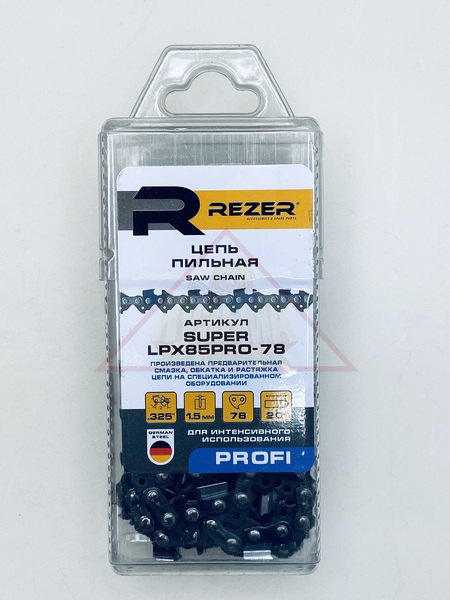 R REZER®
ACCESSORIES & SPARE PARTS
ЦЕПЬ
ПИЛЬНАЯ
SAW CHAIN
АРТИКУЛ
SUPER
LPX85PRO-78
ПРОИЗВЕДЕНА ПРЕДВАРИТЕЛЬНАЯ
СМАЗКА, ОБКАТКА И РАСТЯЖКА
ЦЕПИ НА СПЕЦИАЛИЗИРОВАННОМ
ОБОРУДОВАНИИ
.325" 1.5 мм 78 20"
GERMAN
STEEL
ДЛЯ ИНТЕНСИВНОГО
ИСПОЛЬЗОВАНИЯ
PROFI